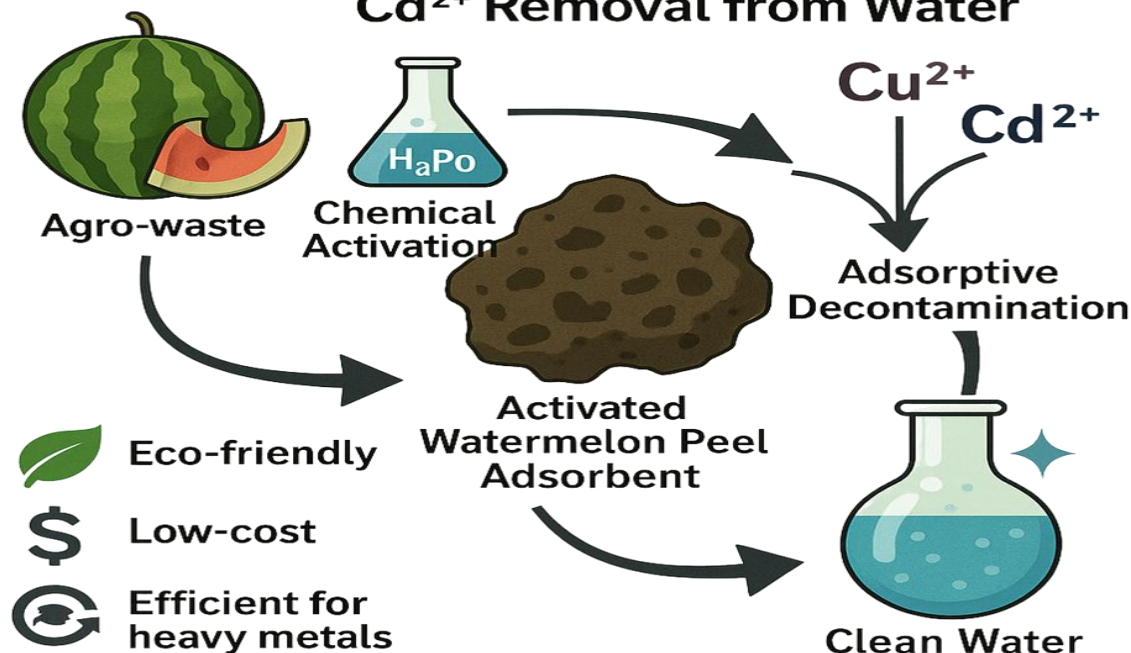 Cd²⁺ Removal from Water
Cu²⁺
Cd²⁺
HₐPo
Agro-waste
Chemical
Activation
Adsorptive
Decontamination
Activated
Watermelon Peel
Adsorbent
Eco-friendly
$ Low-cost
Efficient for
heavy metals
Clean Water